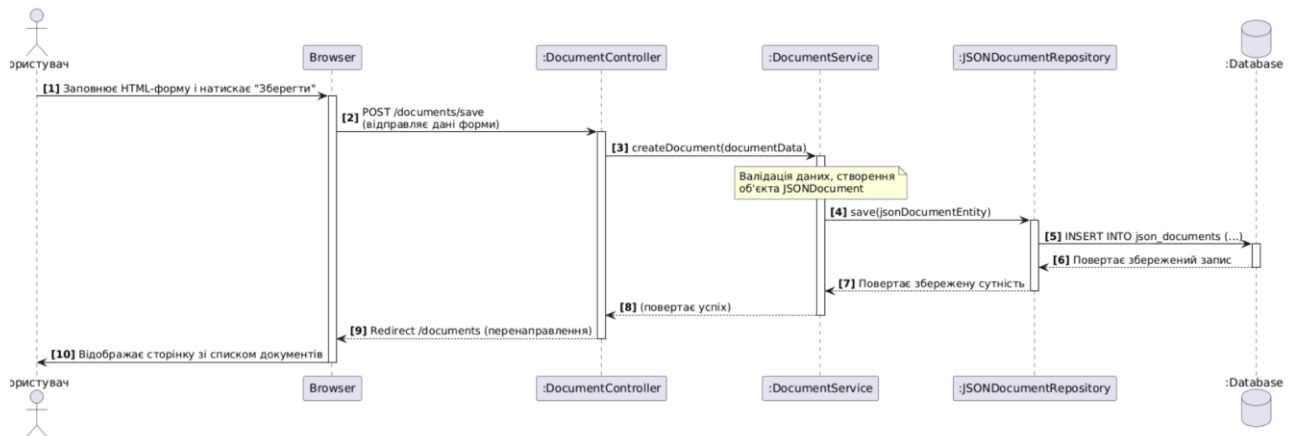 ористувач
Browser
:DocumentController
:DocumentService
:JSONDocumentRepository
:Database
[1] Заповнює HTML-форму і натискає "Зберегти"
[2] POST /documents/save
(відправляє дані форми)
[3] createDocument(documentData)
Валідація даних, створення
об'єкта JSONDocument
[4] save(jsonDocumentEntity)
[5] INSERT INTO json_documents (...)
[6] Повертає збережений запис
[7] Повертає збережену сутність
[8] (повертає успіх)
[9] Redirect /documents (перенаправлення)
[10] Відображає сторінку зі списком документів
ористувач
Browser
:DocumentController
:DocumentService
:JSONDocumentRepository
:Database